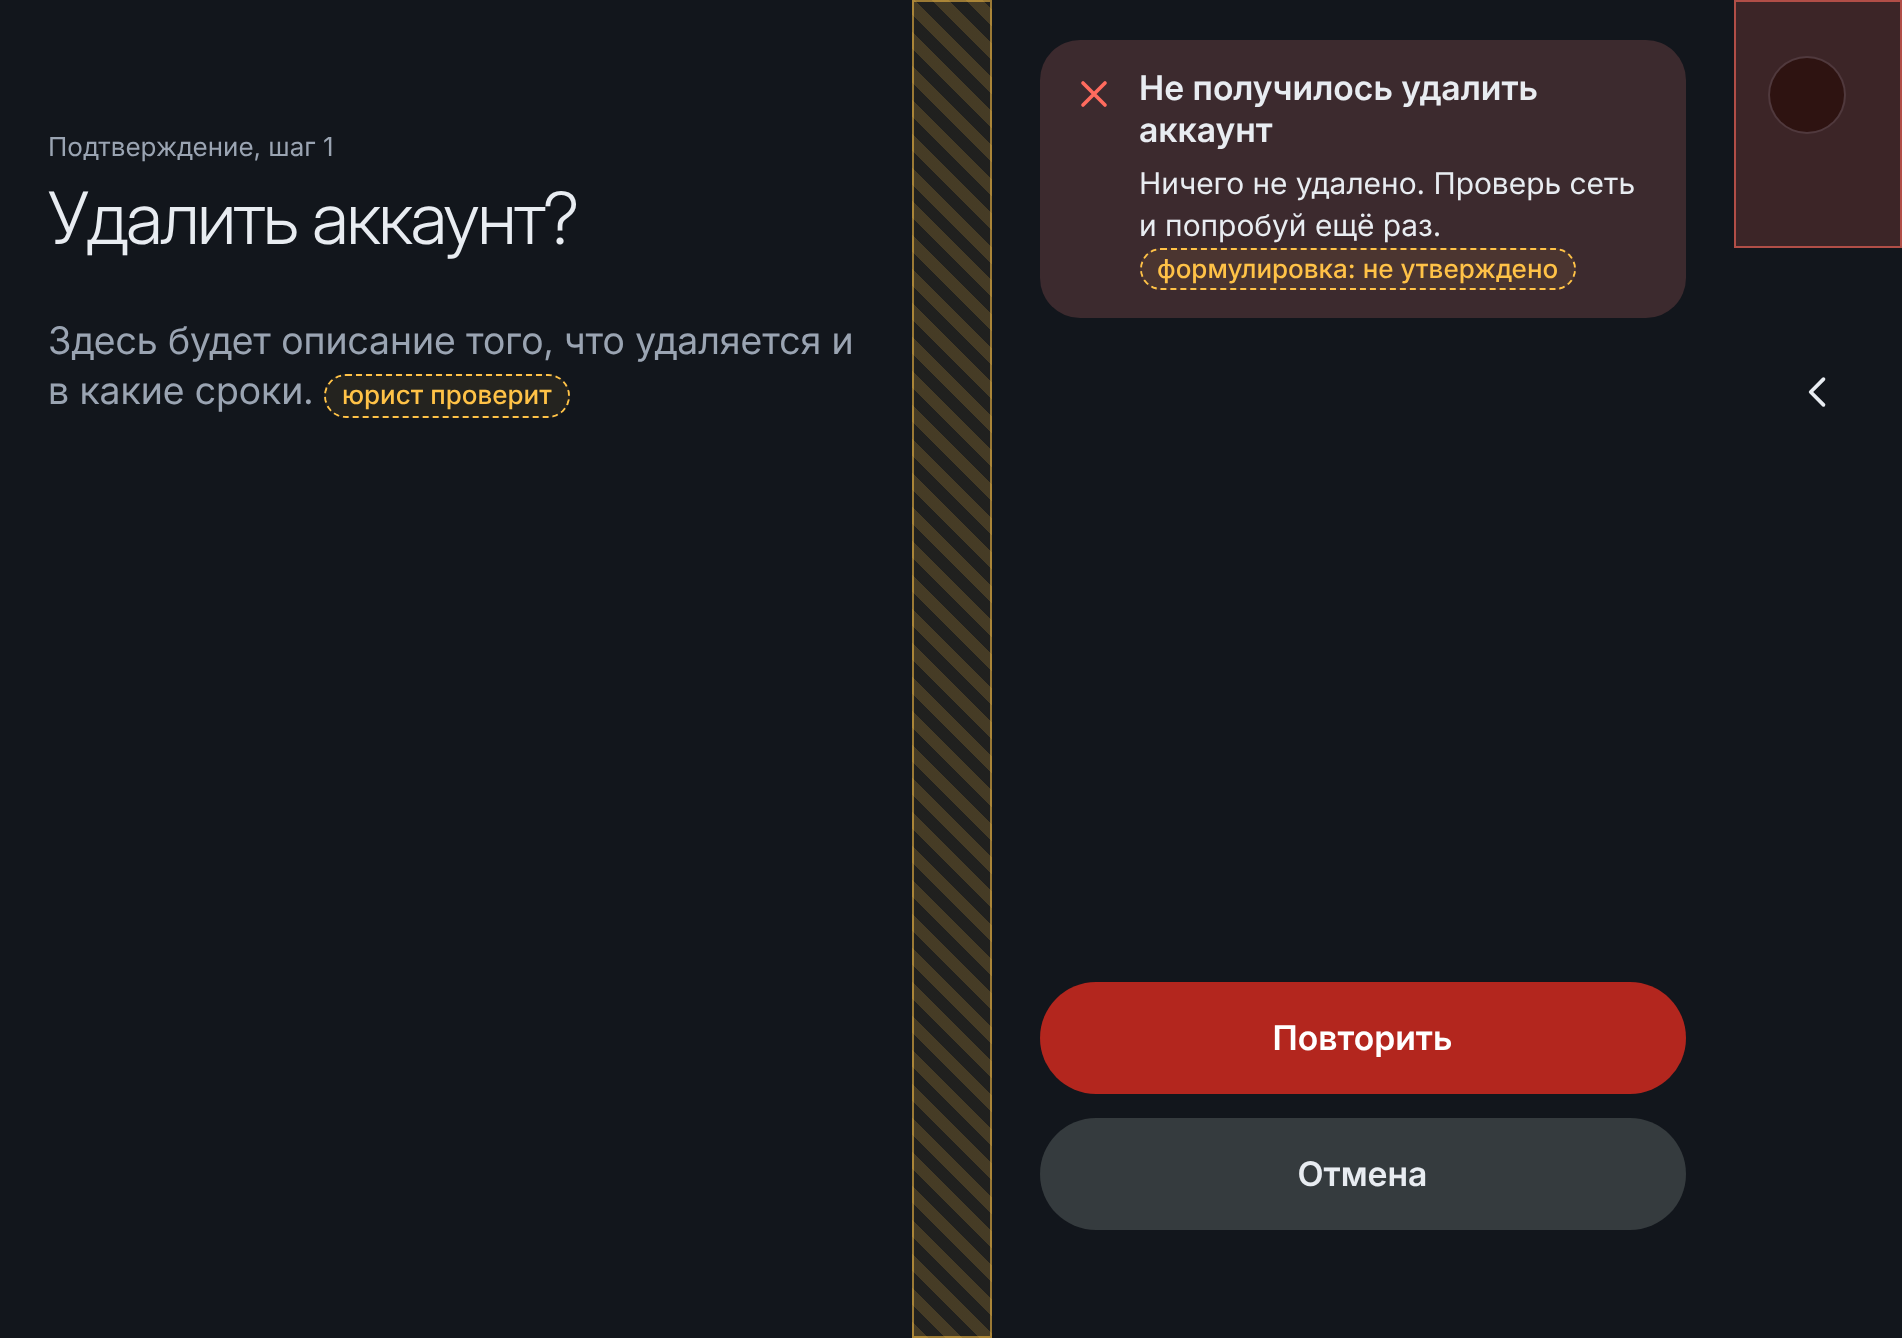 Подтверждение, шаг 1
Удалить аккаунт?
Здесь будет описание того, что удаляется и
в какие сроки. юрист проверит
Не получилось удалить
аккаунт
Ничего не удалено. Проверь сеть
и попробуй ещё раз.
формулировка: не утверждено
Повторить
Отмена